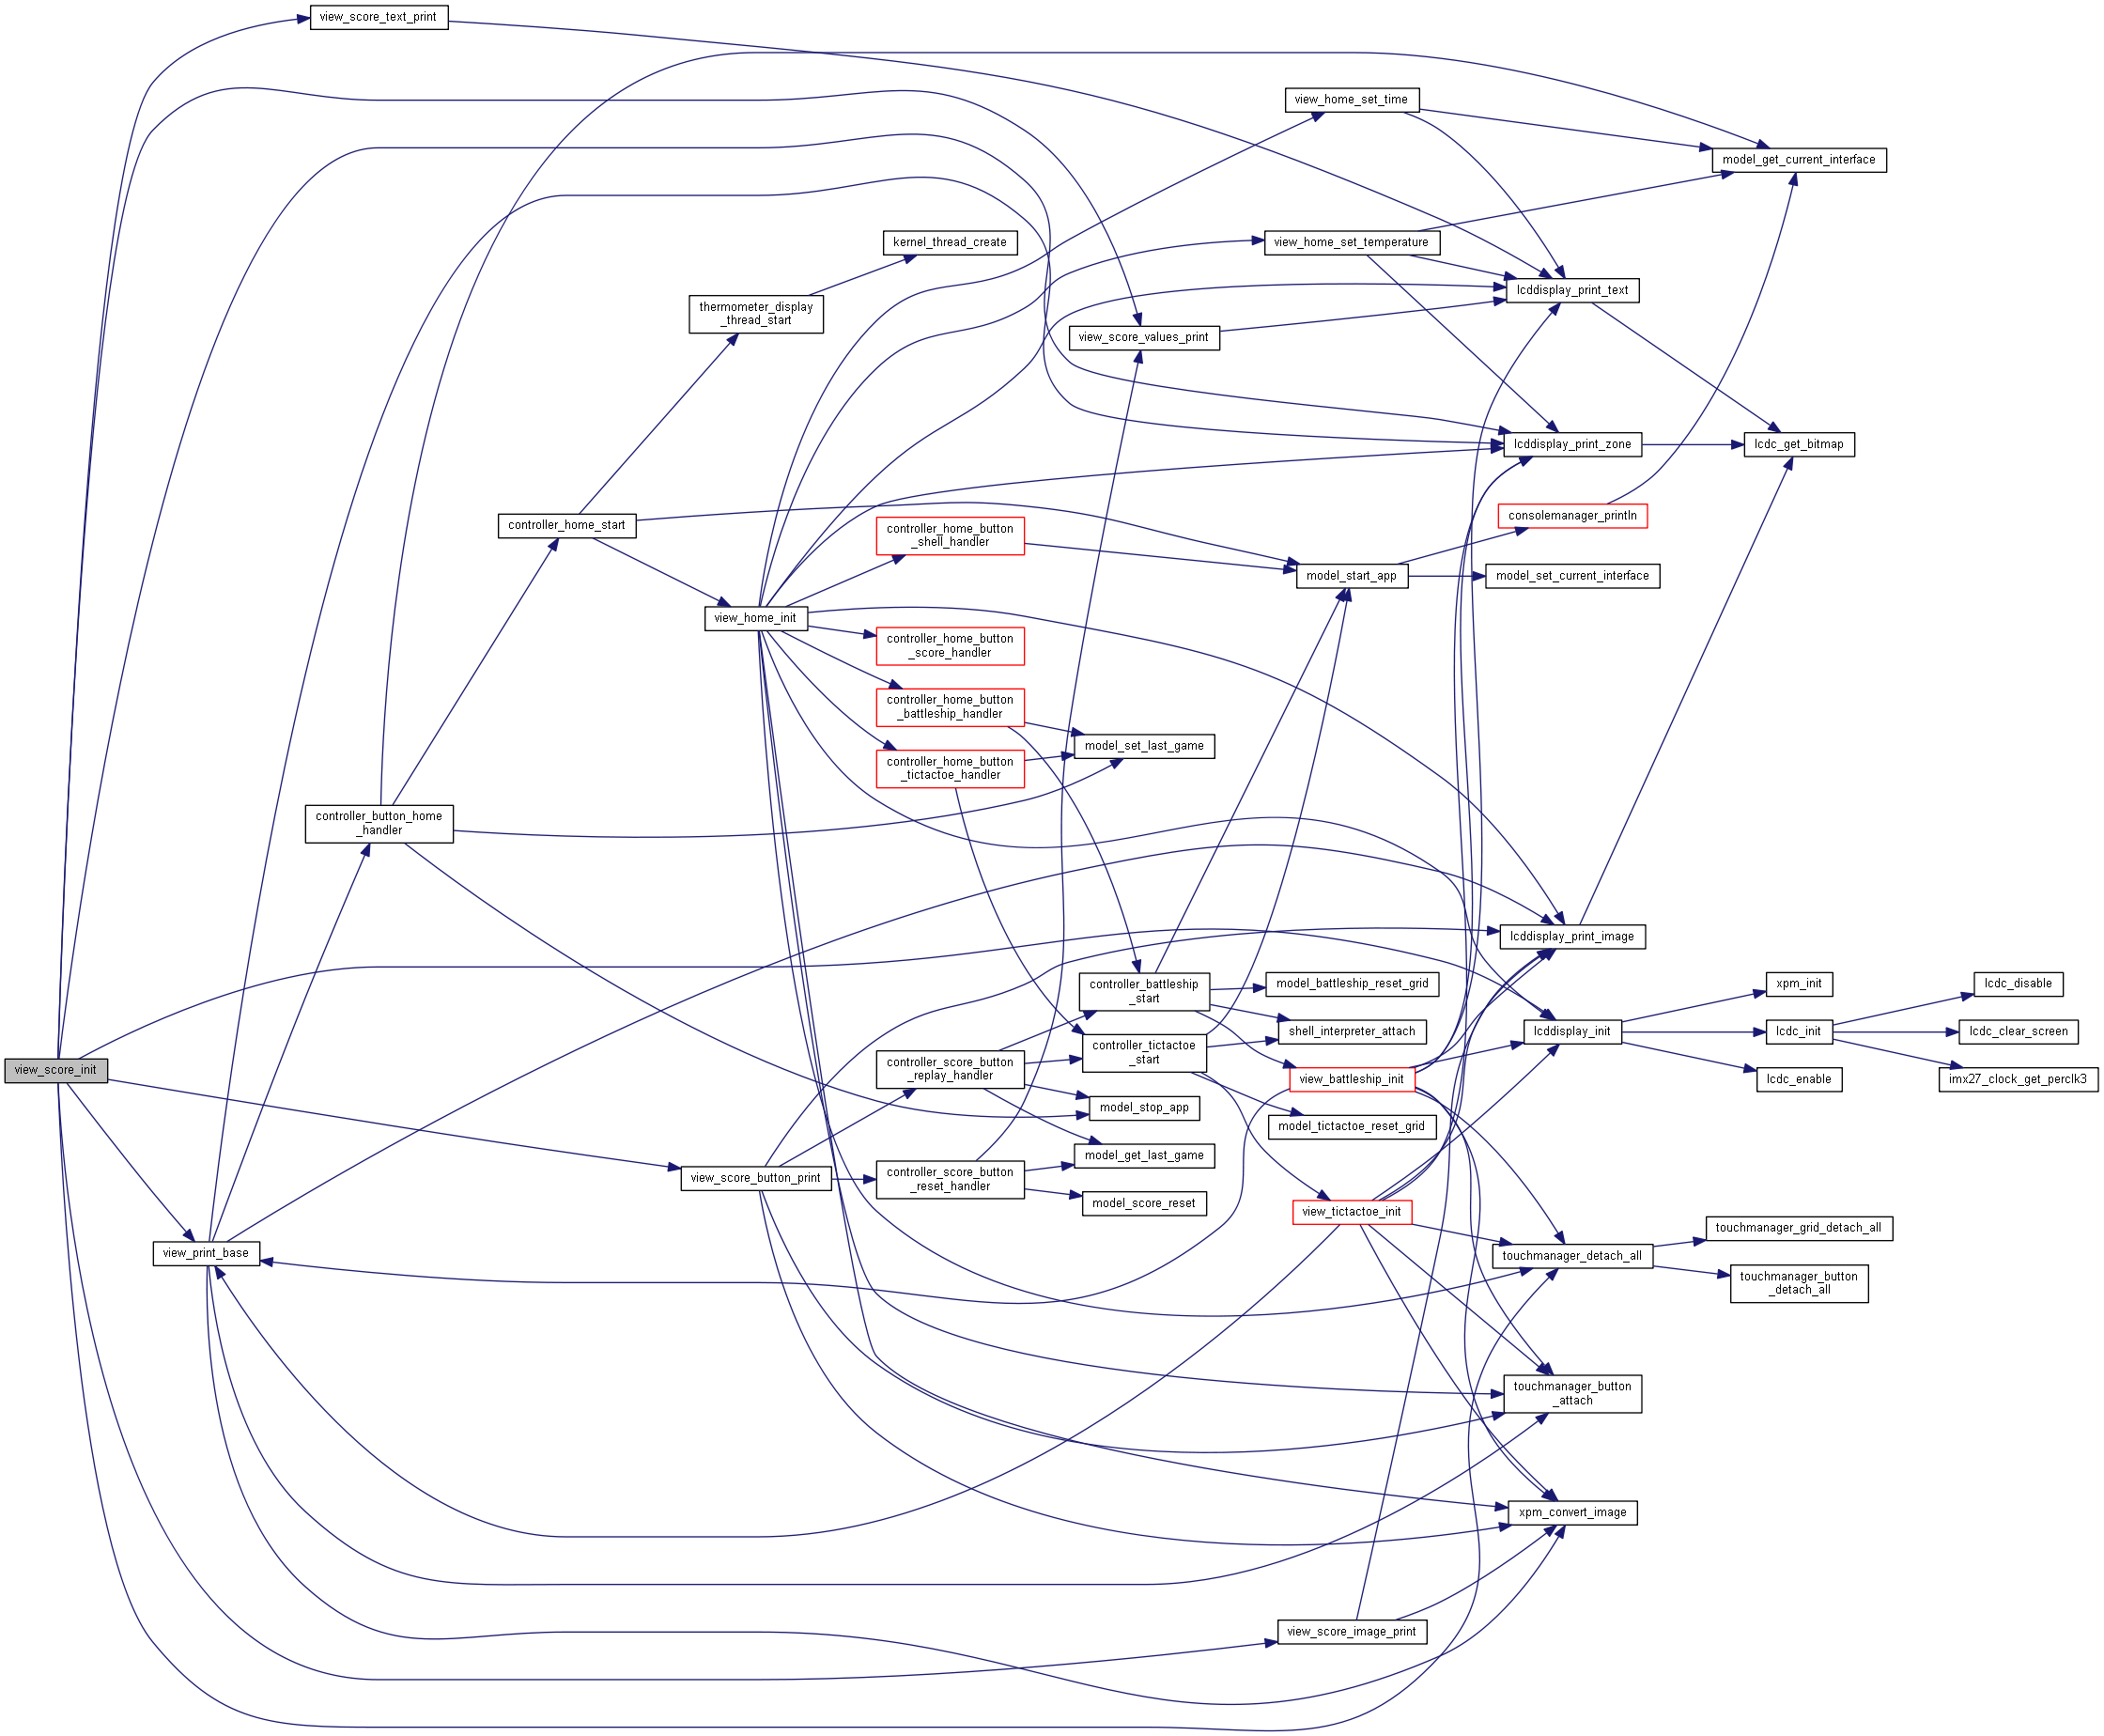 view_score_text_print
view_home_set_time
model_get_current_interface
kernel_thread_create
view_home_set_temperature
lcddisplay_print_text
thermometer_display
_thread_start
view_score_values_print
lcddisplay_print_zone
lcdc_get_bitmap
consolemanager_println
controller_home_start
controller_home_button
_shell_handler
model_start_app
model_set_current_interface
view_home_init
controller_home_button
_score_handler
controller_home_button
_battleship_handler
model_set_last_game
controller_home_button
_tictactoe_handler
controller_button_home
_handler
lcddisplay_print_image
controller_battleship
_start
model_battleship_reset_grid
xpm_init
lcdc_disable
shell_interpreter_attach
lcddisplay_init
lcdc_init
lcdc_clear_screen
controller_tictactoe
_start
view_score_init
controller_score_button
_replay_handler
view_battleship_init
lcdc_enable
imx27_clock_get_perclk3
model_stop_app
model_tictactoe_reset_grid
model_get_last_game
view_score_button_print
controller_score_button
_reset_handler
model_score_reset
view_tictactoe_init
touchmanager_grid_detach_all
view_print_base
touchmanager_detach_all
touchmanager_button
_detach_all
touchmanager_button
_attach
xpm_convert_image
view_score_image_print